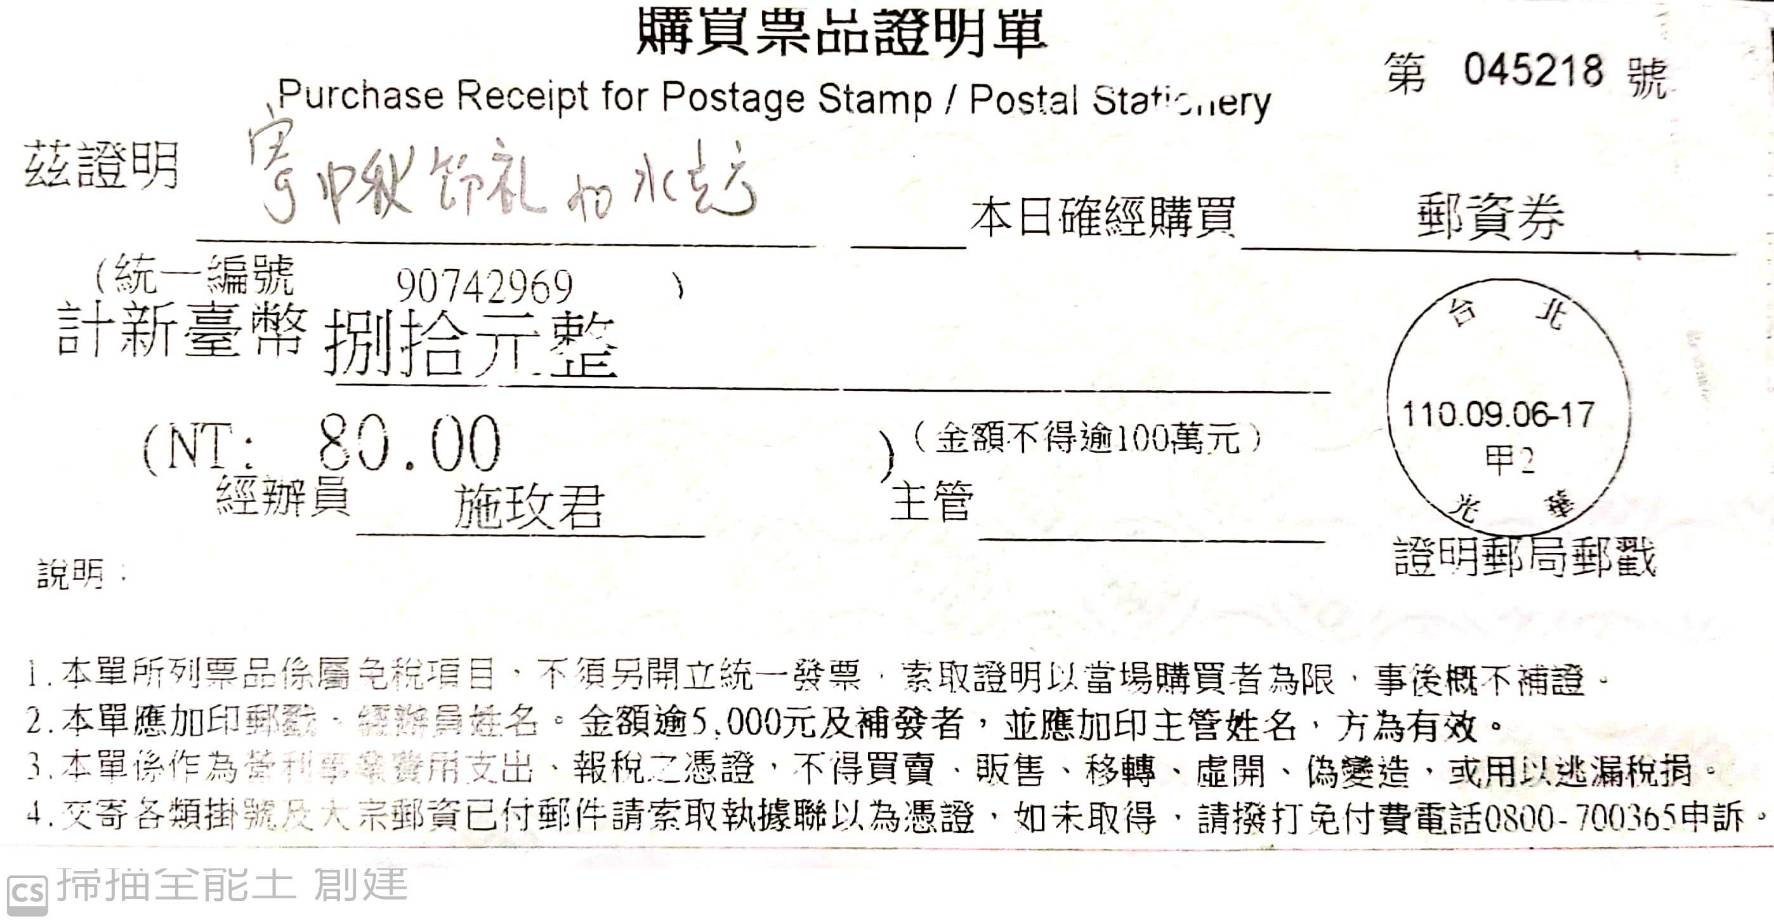 購買票品證明單
Purchase Receipt for Postage Stamp / Postal Stationery
第 045218 號
茲證明 寄中秋節礼 本日確經購買 郵資券
(統一編號 90742969 )
計新臺幣 捌拾元整
(NT: 80.00 ) (金額不得逾100萬元)
經辦員 施玫君 主管
台北
110.09.06-17
甲2
光華
證明郵局郵戳
說明:
1.本單所列票品係屬免稅項目、不須另開立統一發票,索取證明以當場購買者為限,事後概不補證。
2.本單應加印郵戳、經辦員姓名。金額逾5,000元及補發者,並應加印主管姓名,方為有效。
3.本單係作為營利事業費用支出、報稅之憑證,不得買賣、販售、移轉、虛開、偽變造,或用以逃漏稅捐。
4.交寄各類掛號及大宗郵資已付郵件請索取執據聯以為憑證,如未取得,請撥打免付費電話0800-700365申訴。
CS 掃描全能王 創建